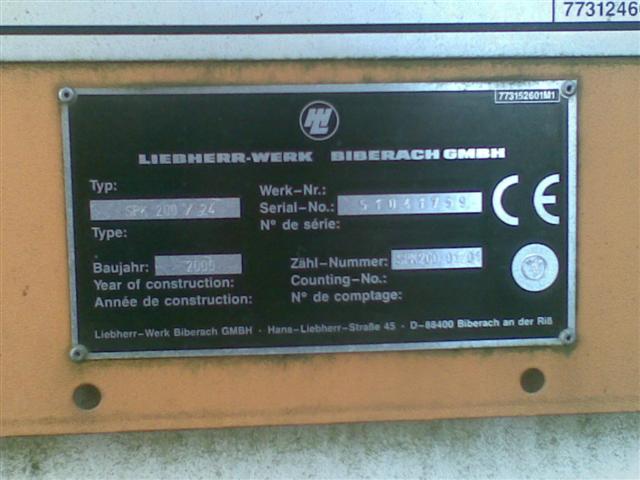 7731246
773152601M1
LIEBHERR-WERK BIBERACH GMBH
Typ:
Type:
Werk-Nr.:
Serial-No.:
N° de série:
CE
Baujahr:
Year of construction:
Année de construction:
Zähl-Nummer:
Counting-No.:
N° de comptage:
Liebherr-Werk Biberach GMBH · Hans-Liebherr-Straße 45 · D-88400 Biberach an der Riß